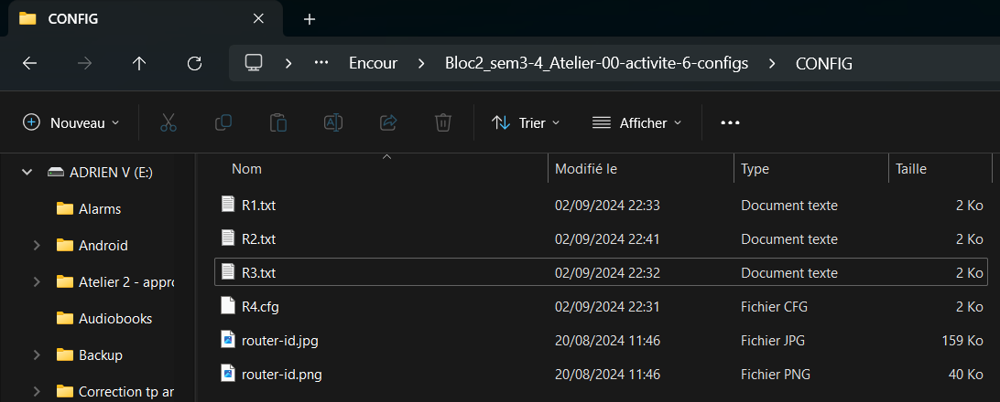 CONFIG
Encour Bloc2_sem3-4_Atelier-00-activite-6-configs CONFIG
Nouveau Trier Afficher
ADRIEN V (E:)
Alarms
Android
Atelier 2 - appro
Audiobooks
Backup
Correction tp ar
Nom Modifié le Type Taille
R1.txt 02/09/2024 22:33 Document texte 2 Ko
R2.txt 02/09/2024 22:41 Document texte 2 Ko
R3.txt 02/09/2024 22:32 Document texte 2 Ko
R4.cfg 02/09/2024 22:31 Fichier CFG 2 Ko
router-id.jpg 20/08/2024 11:46 Fichier JPG 159 Ko
router-id.png 20/08/2024 11:46 Fichier PNG 40 Ko